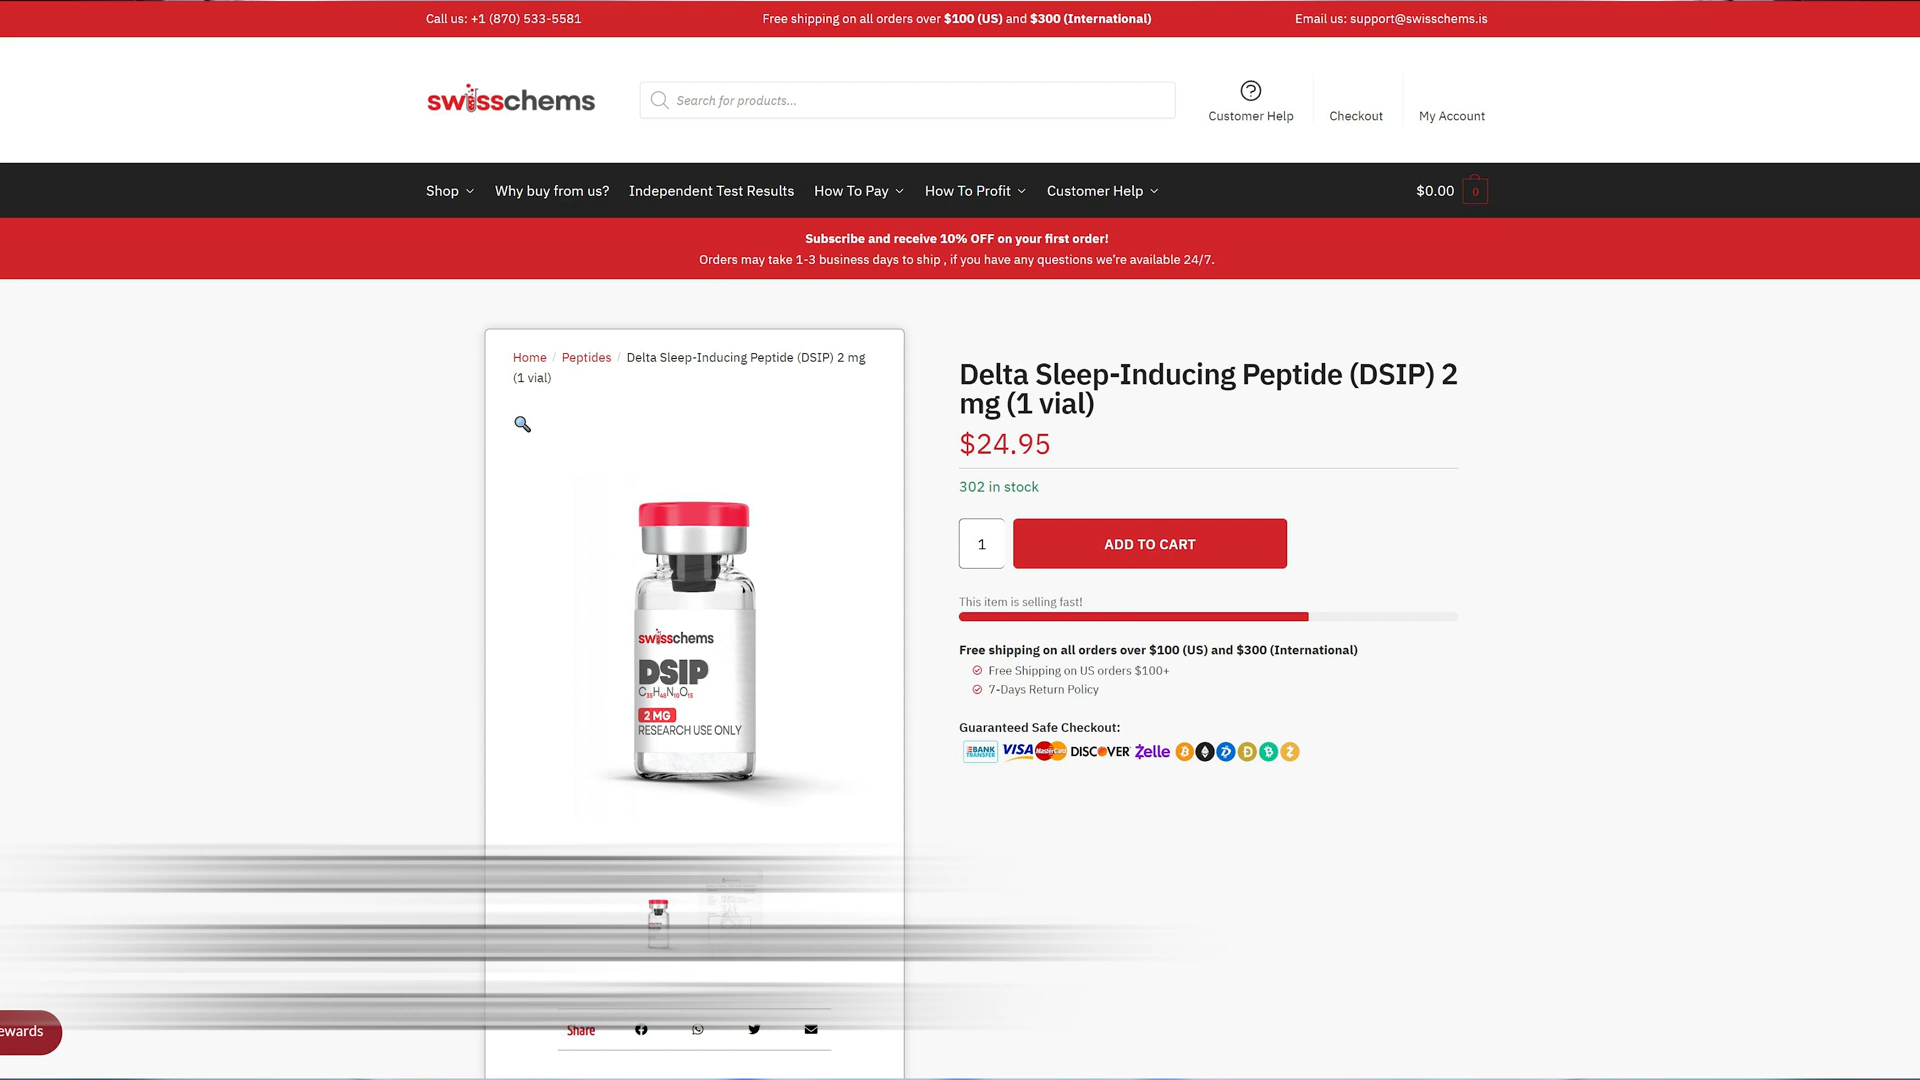 Call us: +1 (870) 533-5581
Free shipping on all orders over $100 (US) and $300 (International)
Email us: support@swisschems.is
swisschems
Search for products...
Customer Help
Checkout
My Account
Shop
Why buy from us?
Independent Test Results
How To Pay
How To Profit
Customer Help
$0.00
0
Subscribe and receive 10% OFF on your first order!
Orders may take 1-3 business days to ship , if you have any questions we're available 24/7.
Home / Peptides / Delta Sleep-Inducing Peptide (DSIP) 2 mg
(1 vial)
swisschems
DSIP
2 MG
RESEARCH USE ONLY
Share
Delta Sleep-Inducing Peptide (DSIP) 2
mg (1 vial)
$24.95
302 in stock
1
ADD TO CART
This item is selling fast!
Free shipping on all orders over $100 (US) and $300 (International)
Free Shipping on US orders $100+
7-Days Return Policy
Guaranteed Safe Checkout:
BANK TRANSFER VISA MasterCard DISCOVER Zelle
ewards